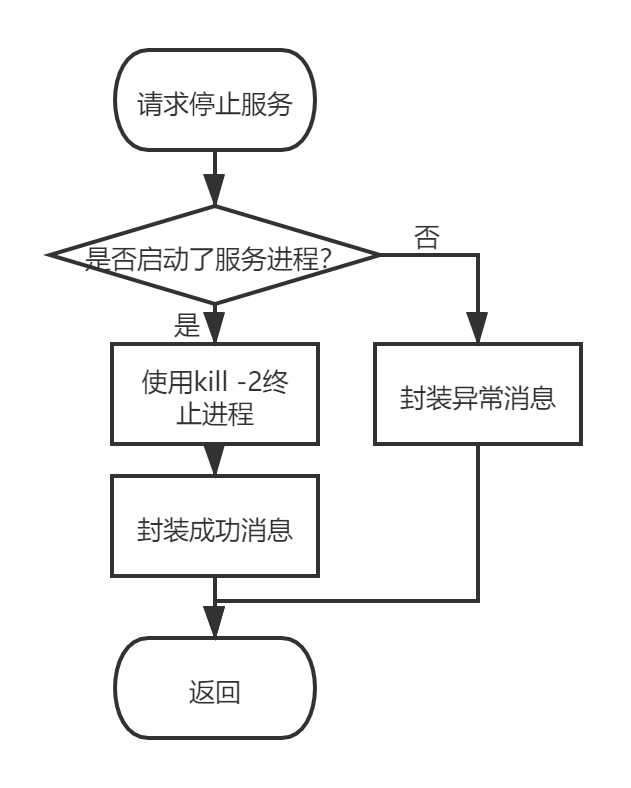 请求停止服务
是否启动了服务进程?
否
是
使用kill -2终
止进程
封装异常消息
封装成功消息
返回